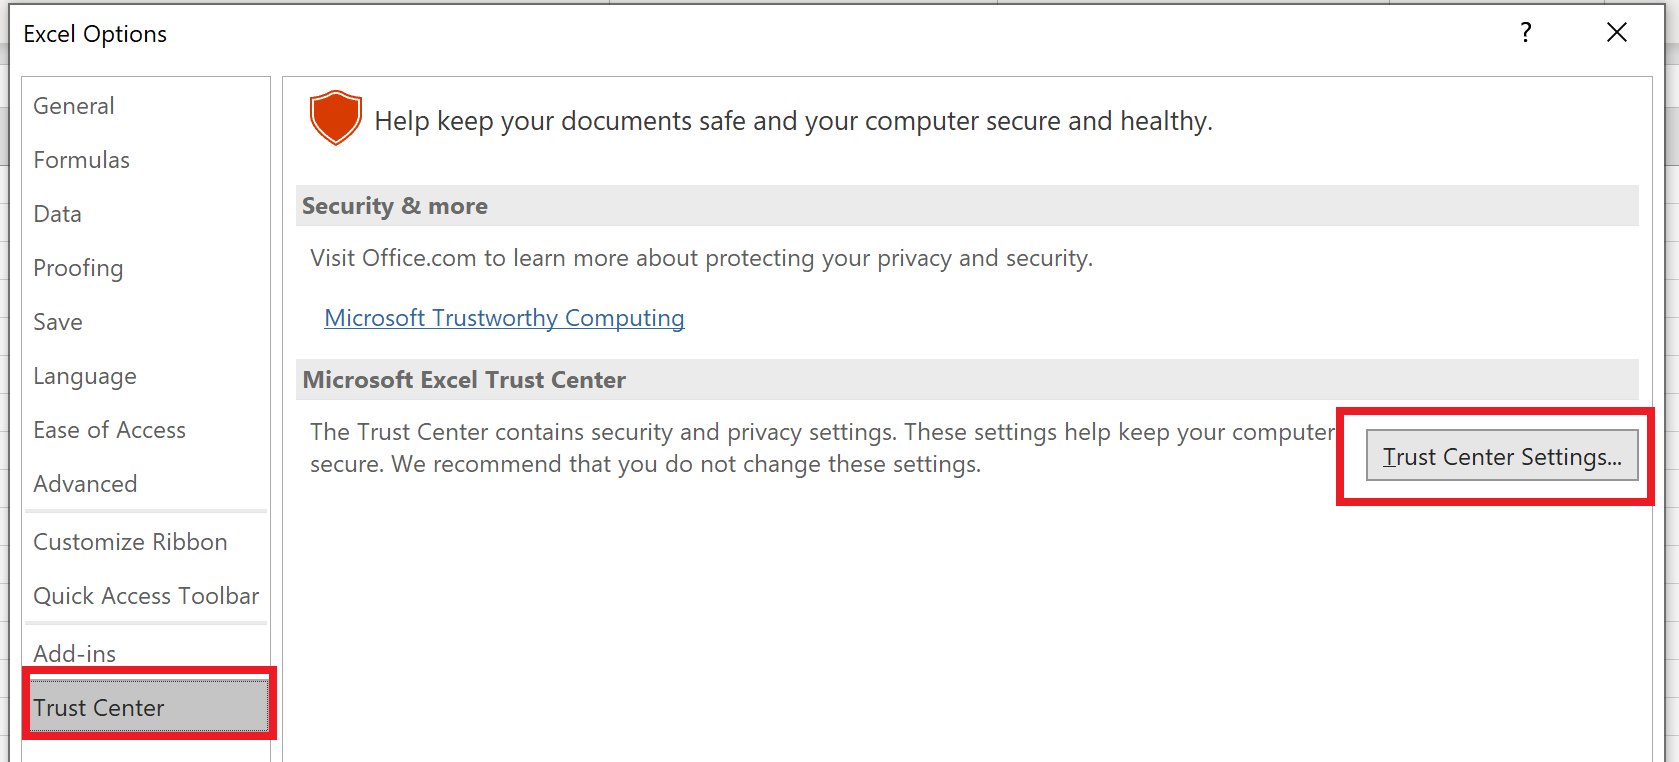 Excel Options
?
General
Formulas
Data
Proofing
Save
Language
Ease of Access
Advanced
Customize Ribbon
Quick Access Toolbar
Add-ins
Trust Center
Help keep your documents safe and your computer secure and healthy.
Security & more
Visit Office.com to learn more about protecting your privacy and security.
Microsoft Trustworthy Computing
Microsoft Excel Trust Center
The Trust Center contains security and privacy settings. These settings help keep your computer
secure. We recommend that you do not change these settings.
Trust Center Settings...